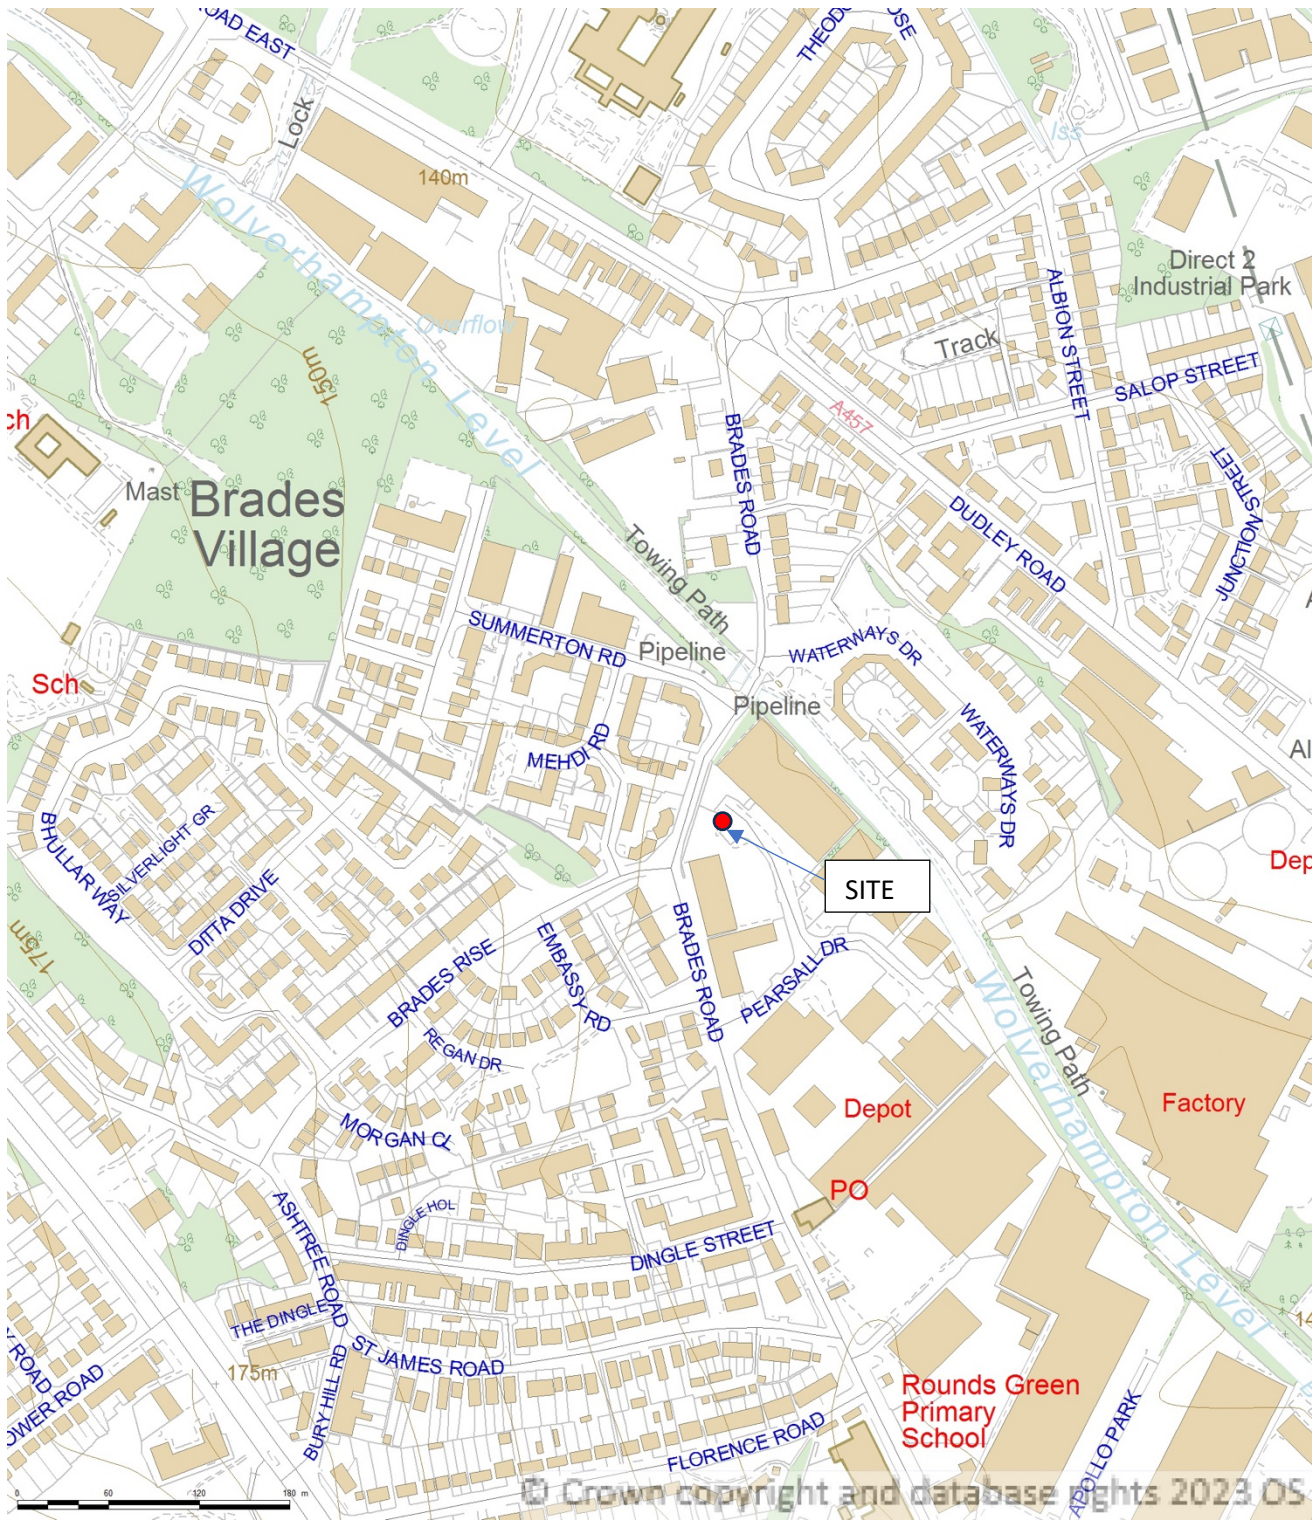 ROAD EAST
THEODS
OSE
Lock
Iss
140m
Wolverhampton Level
Direct 2
Industrial Park
Overflow
150m
Track
ALBION STREET
SALOP STREET
A457
ch
BRADES ROAD
Mast
Brades
Village
JUNCTION STREET
DUDLEY ROAD
Towing Path
SUMMERTON RD
Pipeline
WATERWAYS DR
Sch
Pipeline
WATERWAYS DR
MEHDI RD
Al
BHULLAR WAY
SILVERLIGHT GR
SITE
Dep
DITTA DRIVE
175m
BRADES RISE
EMBASSY RD
BRADES ROAD
PEARSALL DR
REGAN DR
Wolverhampton Level
Towing Path
Depot
Factory
MORGAN CL
PO
ASHTREE ROAD
DINGLE HOL
DINGLE STREET
THE DINGLE
ST JAMES ROAD
175m
BURY HILL RD
Y ROAD
OWER ROAD
Rounds Green
Primary
School
FLORENCE ROAD
APOLLO PARK
14
0 60 120 180 m
© Crown copyright and database rights 2023 OS